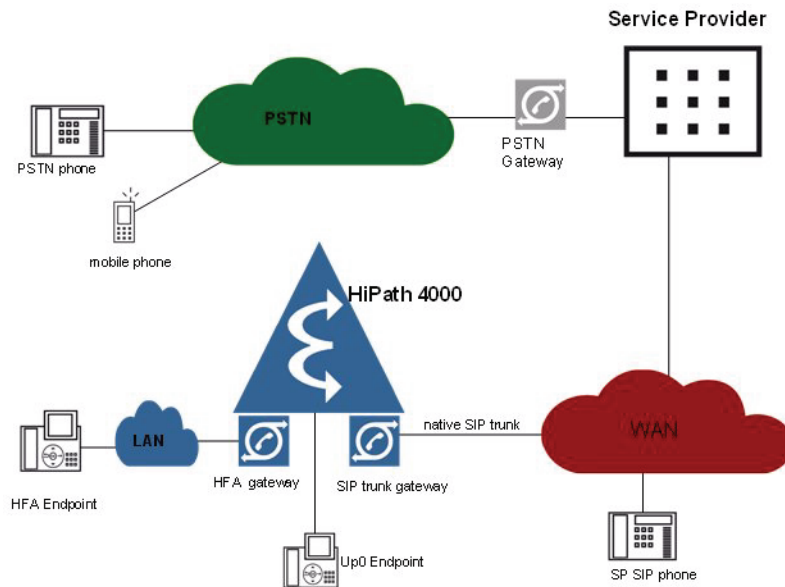 Service Provider
PSTN
PSTN phone
PSTN
Gateway
mobile phone
HiPath 4000
native SIP trunk
WAN
LAN
HFA gateway
SIP trunk gateway
HFA Endpoint
Up0 Endpoint
SP SIP phone